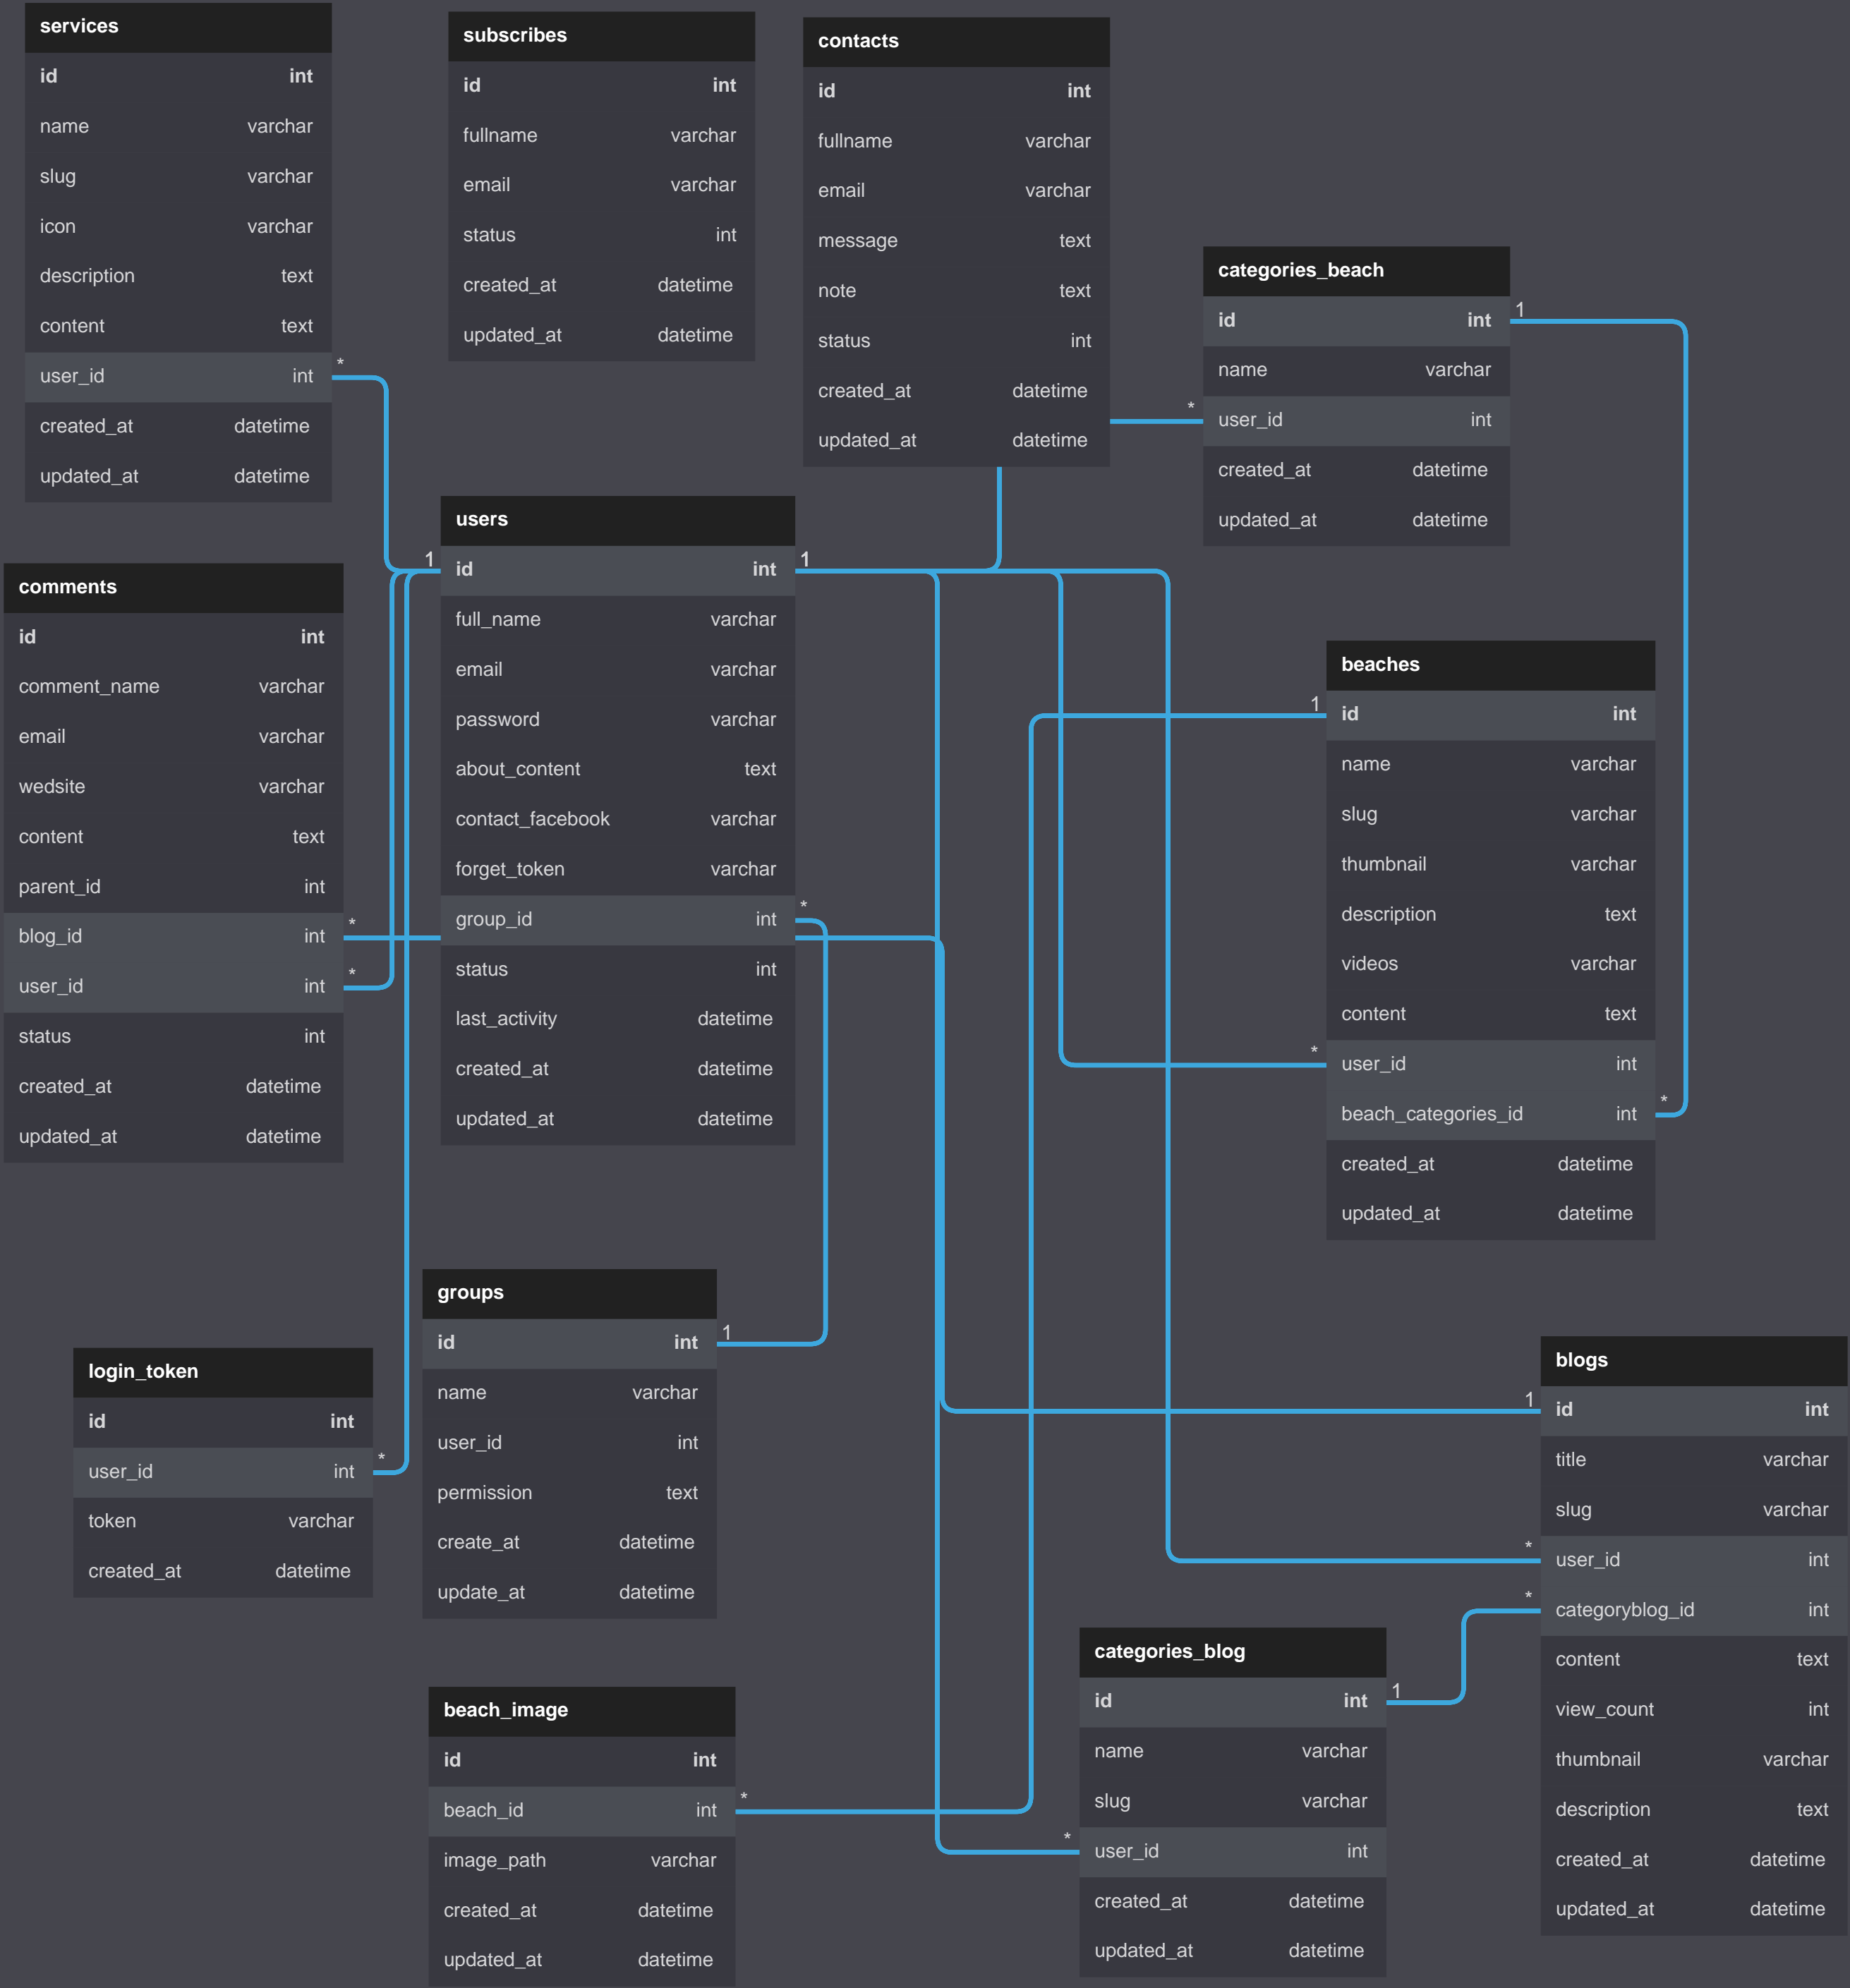 services
id int
name varchar
slug varchar
icon varchar
description text
content text
user_id int
*
created_at datetime
updated_at datetime
subscribes
id int
fullname varchar
email varchar
status int
created_at datetime
updated_at datetime
contacts
id int
fullname varchar
email varchar
message text
note text
status int
created_at datetime
updated_at datetime
categories_beach
id int
1
name varchar
*
user_id int
created_at datetime
updated_at datetime
users
1
id int
1
full_name varchar
email varchar
password varchar
about_content text
contact_facebook varchar
forget_token varchar
group_id int
*
status int
last_activity datetime
created_at datetime
updated_at datetime
comments
id int
comment_name varchar
email varchar
wedsite varchar
content text
parent_id int
blog_id int
*
user_id int
*
status int
created_at datetime
updated_at datetime
beaches
1
id int
name varchar
slug varchar
thumbnail varchar
description text
videos varchar
content text
*
user_id int
beach_categories_id int
*
created_at datetime
updated_at datetime
groups
id int
1
name varchar
user_id int
permission text
create_at datetime
update_at datetime
login_token
id int
user_id int
*
token varchar
created_at datetime
blogs
1
id int
title varchar
slug varchar
*
user_id int
*
categoryblog_id int
content text
view_count int
thumbnail varchar
description text
created_at datetime
updated_at datetime
categories_blog
id int
1
name varchar
slug varchar
*
user_id int
created_at datetime
updated_at datetime
beach_image
id int
beach_id int
*
image_path varchar
created_at datetime
updated_at datetime